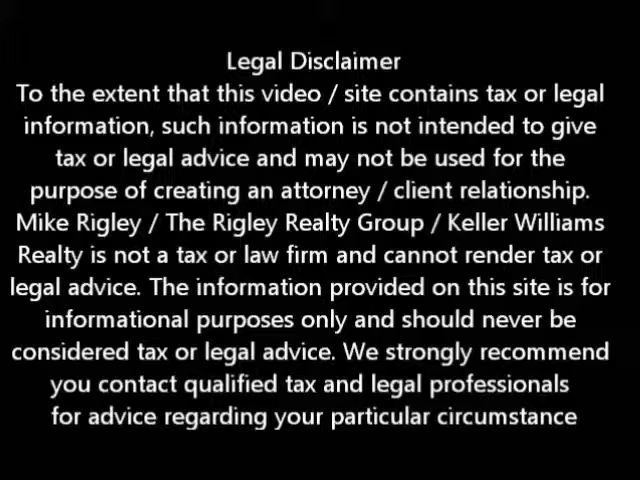 Legal Disclaimer
To the extent that this video / site contains tax or legal
information, such information is not intended to give
tax or legal advice and may not be used for the
purpose of creating an attorney / client relationship.
Mike Rigley / The Rigley Realty Group / Keller Williams
Realty is not a tax or law firm and cannot render tax or
legal advice. The information provided on this site is for
informational purposes only and should never be
considered tax or legal advice. We strongly recommend
you contact qualified tax and legal professionals
for advice regarding your particular circumstance